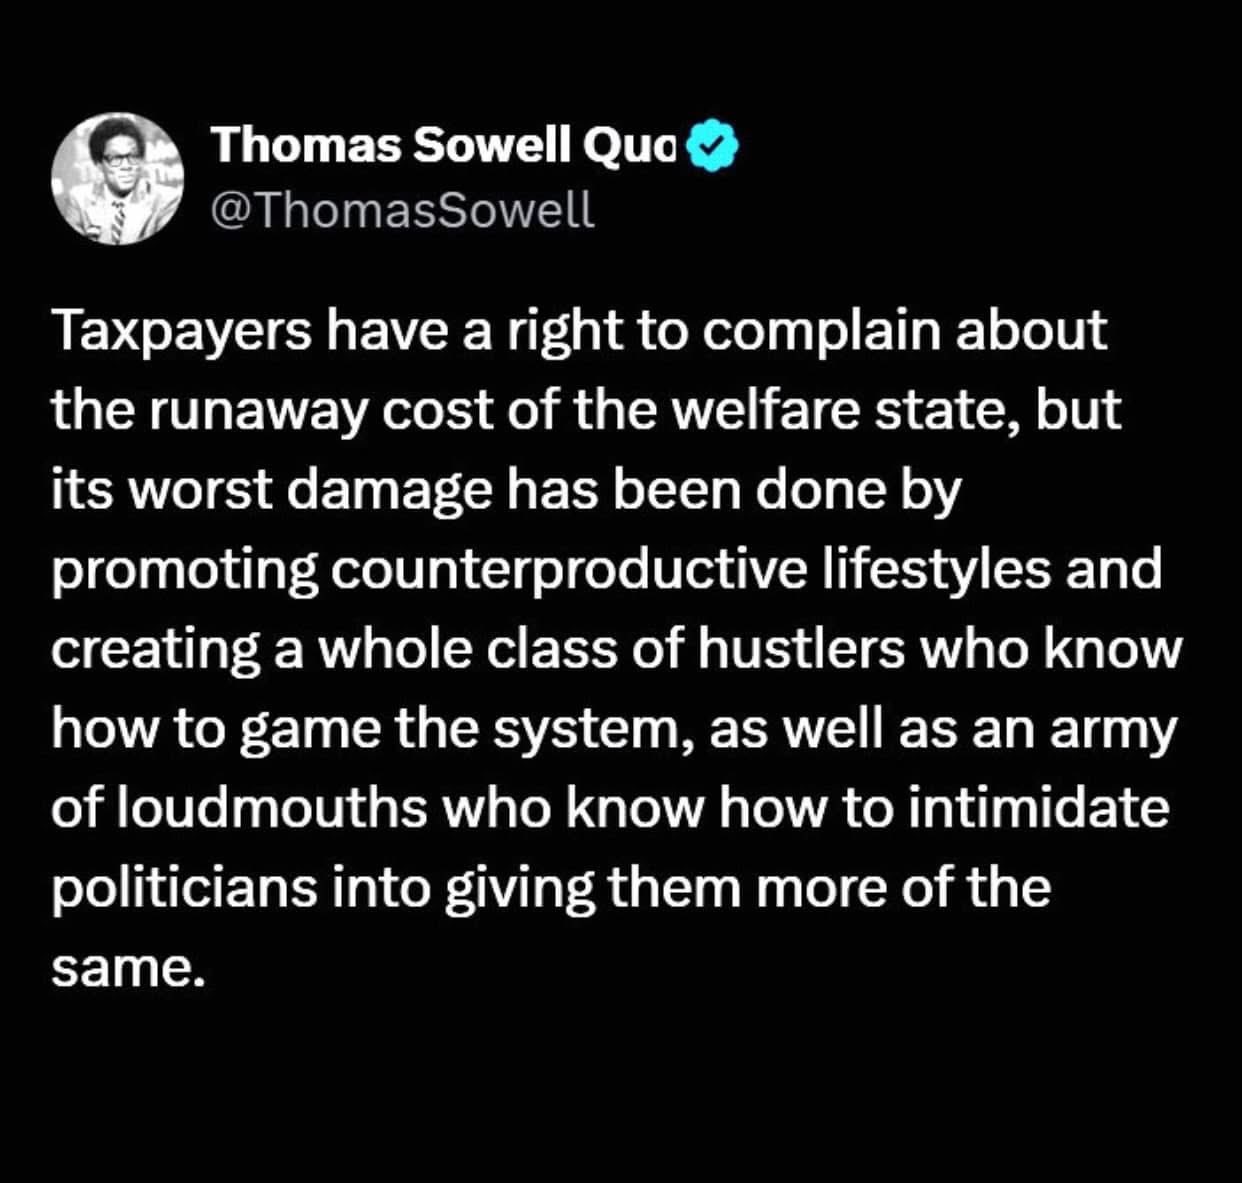 Thomas Sowell Quo
@ThomasSowell
Taxpayers have a right to complain about
the runaway cost of the welfare state, but
its worst damage has been done by
promoting counterproductive lifestyles and
creating a whole class of hustlers who know
how to game the system, as well as an army
of loudmouths who know how to intimidate
politicians into giving them more of the
same.